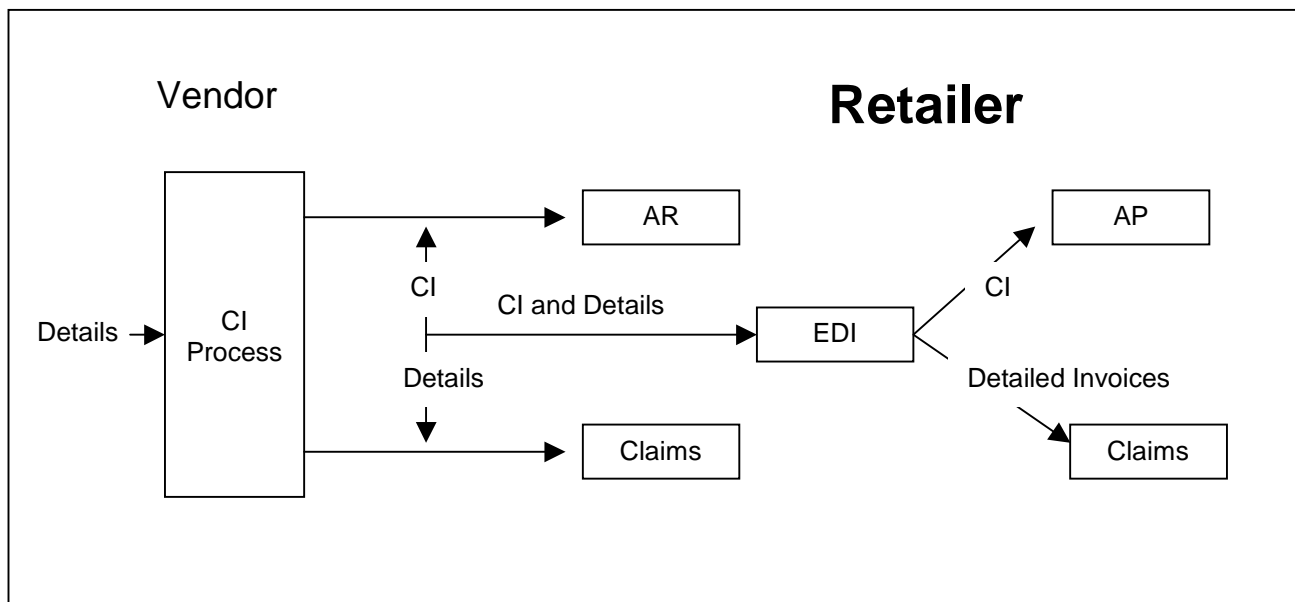 Vendor
Retailer
AR
AP
CI
CI
CI and Details
Details
CI
Process
EDI
Details
Detailed Invoices
Claims
Claims